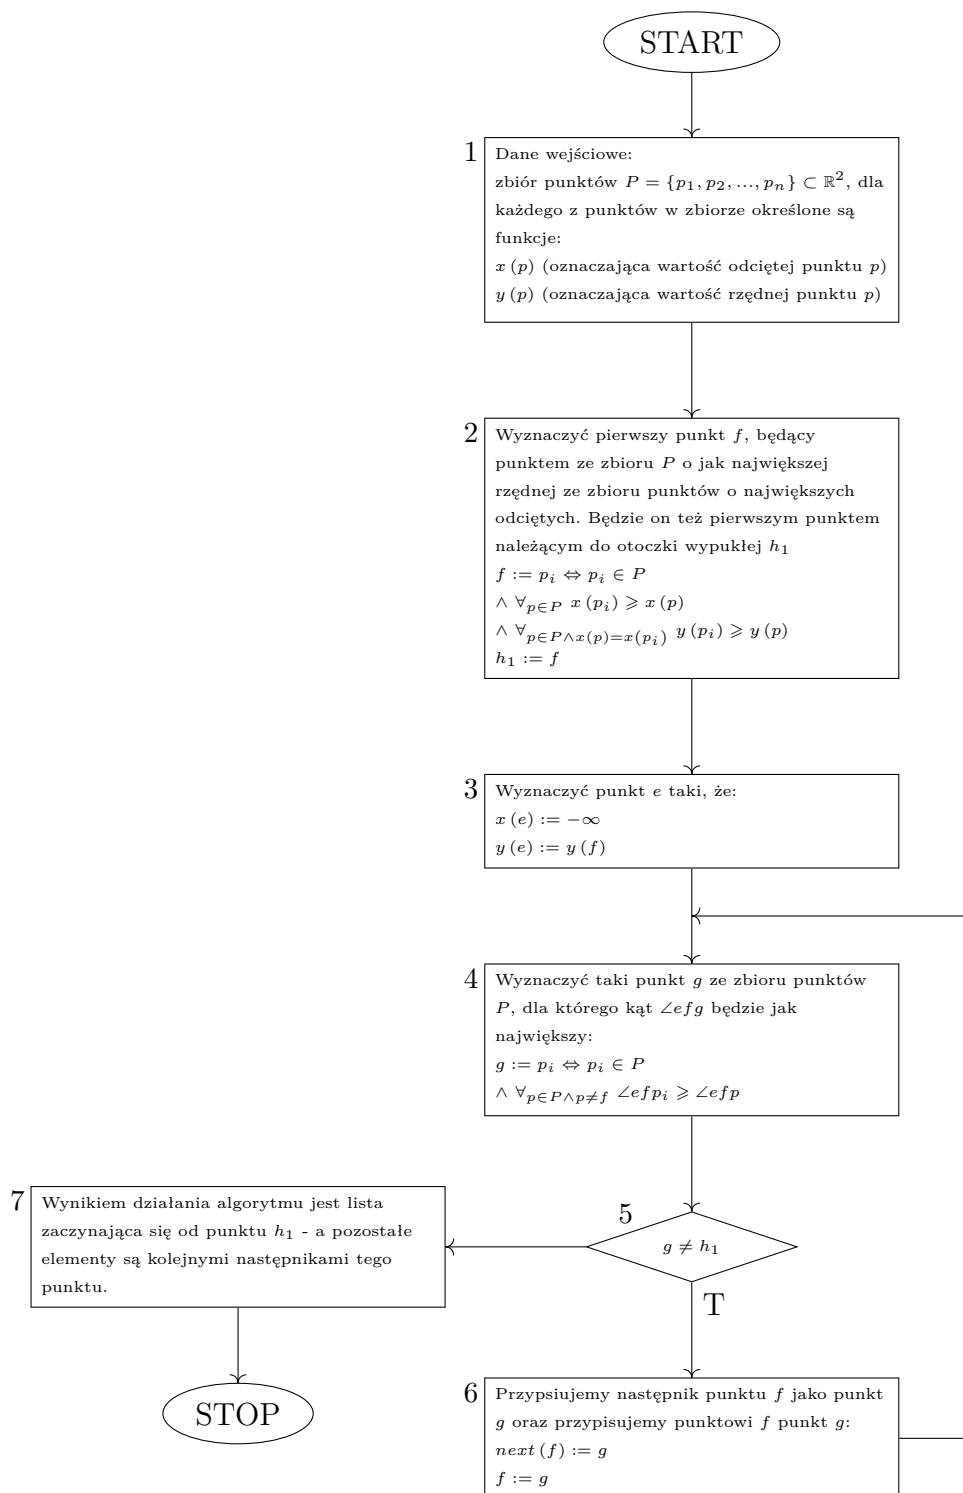 START
1
Dane wejściowe:
zbiór punktów P = {p₁, p₂, ..., pₙ} ⊂ ℝ², dla
każdego z punktów w zbiorze określone są
funkcje:
x (p) (oznaczająca wartość odciętej punktu p)
y (p) (oznaczająca wartość rzędnej punktu p)
2
Wyznaczyć pierwszy punkt f, będący
punktem ze zbioru P o jak największej
rzędnej ze zbioru punktów o największych
odciętych. Będzie on też pierwszym punktem
należącym do otoczki wypukłej h₁
f := pᵢ ⇔ pᵢ ∈ P
∧ ∀p∈P x (pᵢ) ⩾ x (p)
∧ ∀p∈P∧x(p)=x(pᵢ) y (pᵢ) ⩾ y (p)
h₁ := f
3
Wyznaczyć punkt e taki, że:
x (e) := −∞
y (e) := y (f)
4
Wyznaczyć taki punkt g ze zbioru punktów
P, dla którego kąt ∠efg będzie jak
największy:
g := pᵢ ⇔ pᵢ ∈ P
∧ ∀p∈P∧p≠f ∠efpᵢ ⩾ ∠efp
5
g ≠ h₁
T
7
Wynikiem działania algorytmu jest lista
zaczynająca się od punktu h₁ - a pozostałe
elementy są kolejnymi następnikami tego
punktu.
STOP
6
Przypsiujemy następnik punktu f jako punkt
g oraz przypisujemy punktowi f punkt g:
next (f) := g
f := g